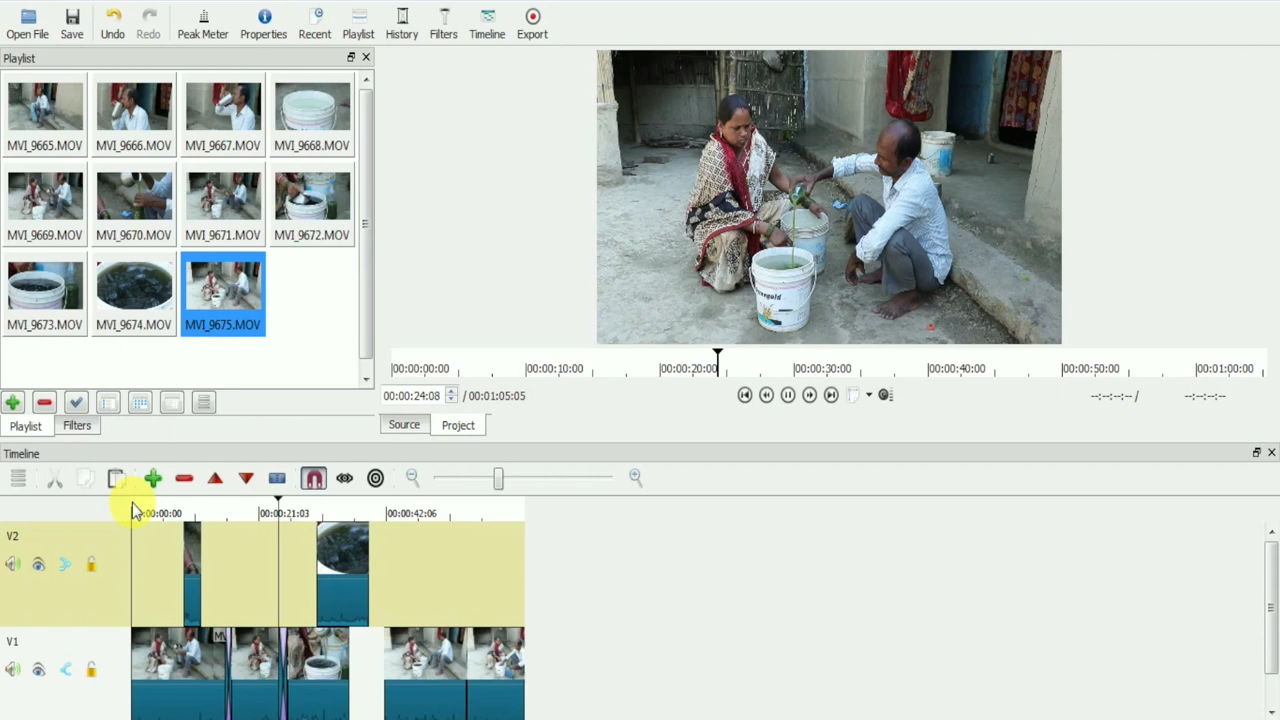 Open File Save Undo Redo Peak Meter Properties Recent Playlist History Filters Timeline Export
Playlist
MVI_9665.MOV MVI_9666.MOV MVI_9667.MOV MVI_9668.MOV
MVI_9669.MOV MVI_9670.MOV MVI_9671.MOV MVI_9672.MOV
MVI_9673.MOV MVI_9674.MOV MVI_9675.MOV
00:00:00:00 00:00:10:00 00:00:20:00 00:00:30:00 00:00:40:00 00:00:50:00 00:01:00:00
00:00:24:08 / 00:01:05:05 --:--:--:-- / --:--:--:--
Playlist Filters Source Project
Timeline
00:00:21:03 00:00:42:06
V2
V1